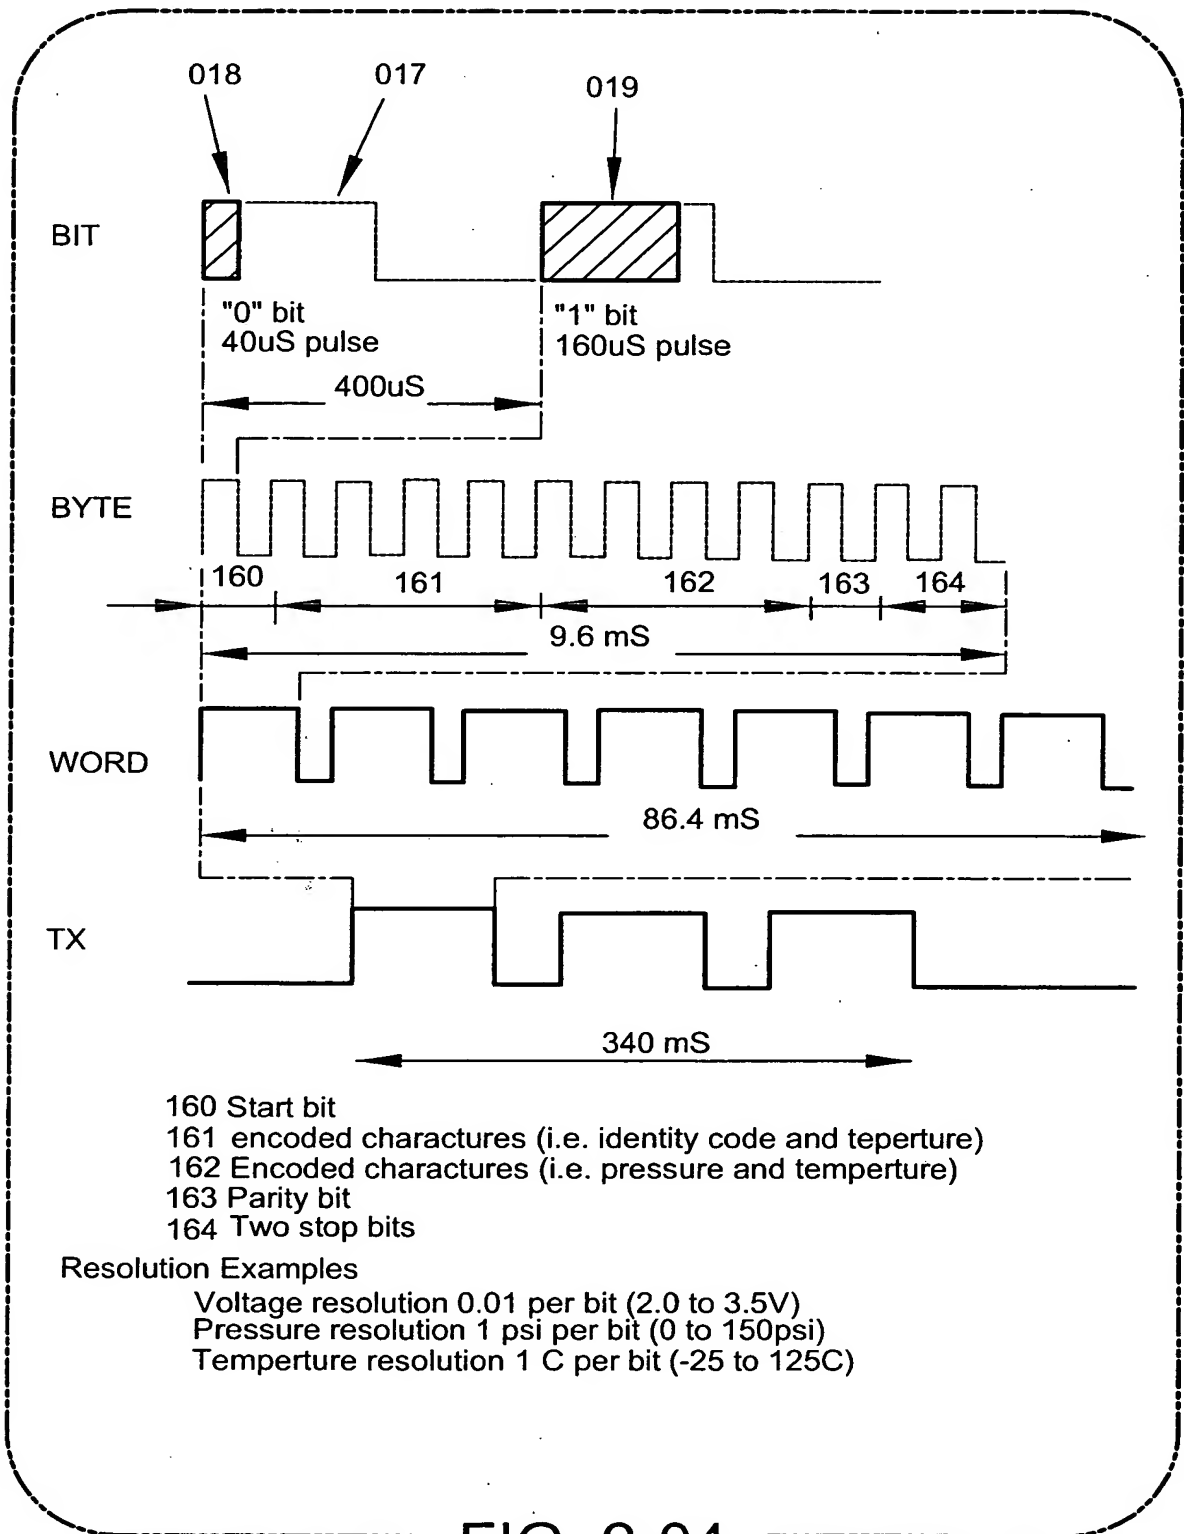 018 017 019
BIT
"0" bit "1" bit
40uS pulse 160uS pulse
400uS
BYTE
160 161 162 163 164
9.6 mS
WORD
86.4 mS
TX
340 mS
160 Start bit
161 encoded charactures (i.e. identity code and teperture)
162 Encoded charactures (i.e. pressure and temperture)
163 Parity bit
164 Two stop bits
Resolution Examples
Voltage resolution 0.01 per bit (2.0 to 3.5V)
Pressure resolution 1 psi per bit (0 to 150psi)
Temperture resolution 1 C per bit (-25 to 125C)